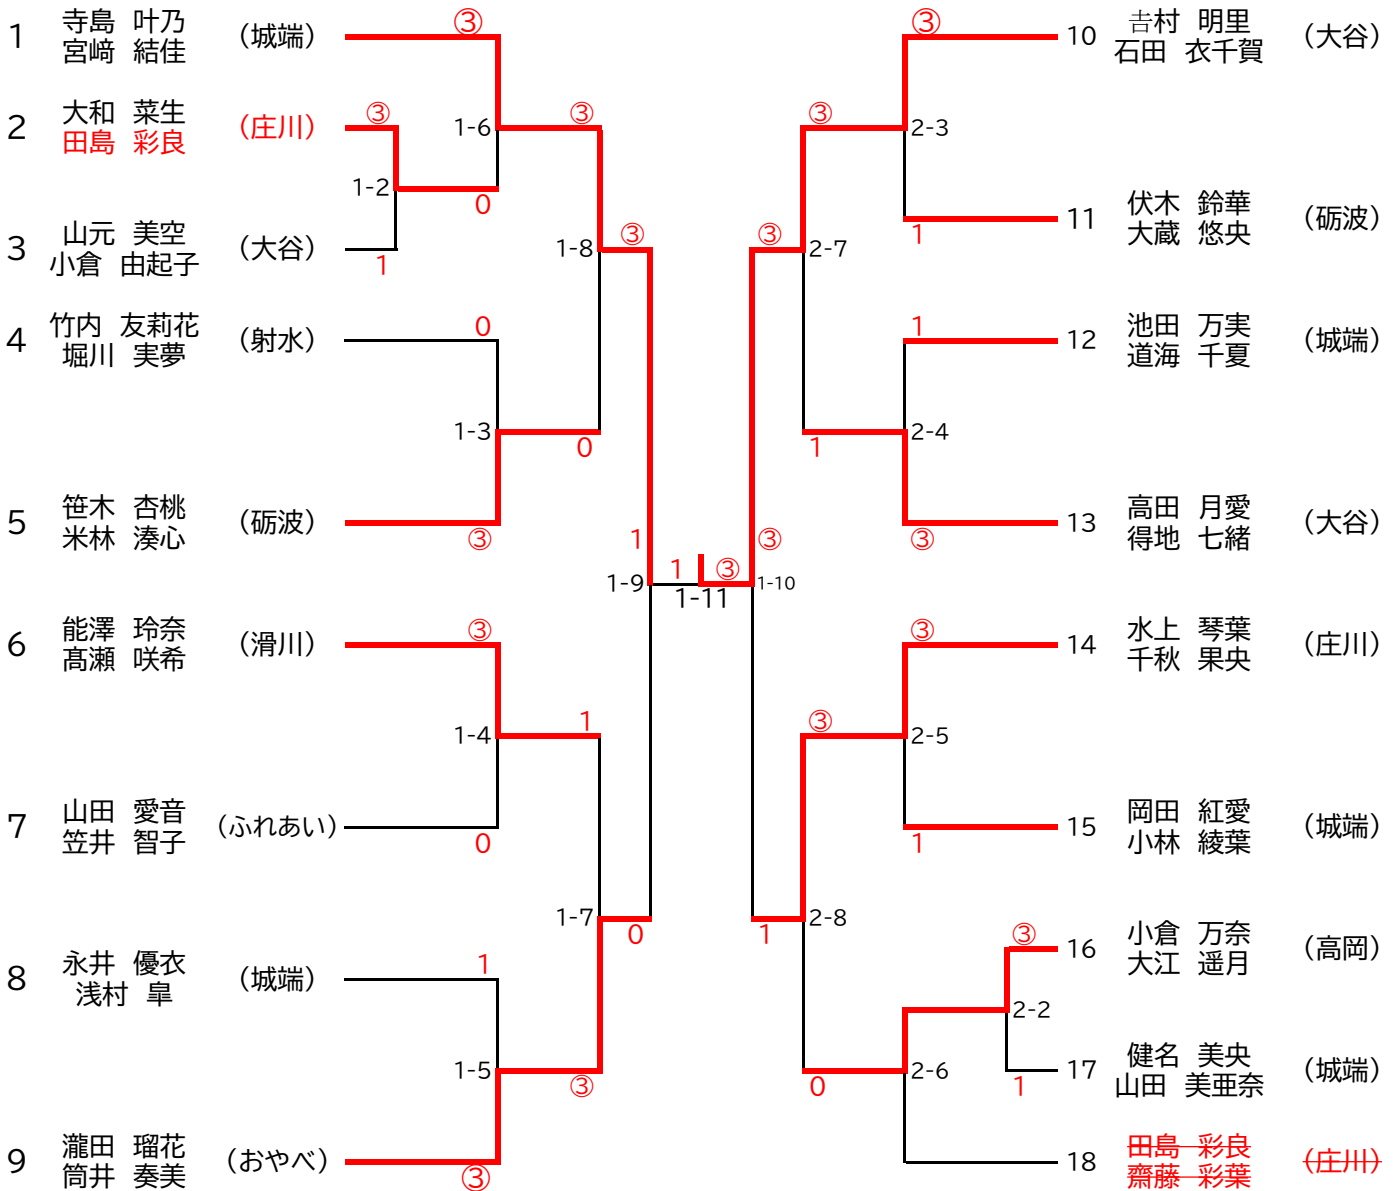 1 寺島 叶乃 (城端) ③
宮﨑 結佳
2 大和 菜生 (庄川) ③
田島 彩良
1-6 ③
1-2
0
3 山元 美空 (大谷)
小倉 由起子 1
1-8 ③
4 竹内 友莉花 (射水) 0
堀川 実夢
1-3
0
5 笹木 杏桃 (砺波)
米林 湊心 ③
1
1-9
1 ③
1-11
6 能澤 玲奈 (滑川) ③
髙瀬 咲希
1-4 1
7 山田 愛音 (ふれあい)
笠井 智子 0
1-7
0
8 永井 優衣 (城端) 1
浅村 皐
1-5
③
9 瀧田 瑠花 (おやべ)
筒井 奏美 ③
③ 10 𠮷村 明里 (大谷)
石田 衣千賀
③ 2-3
11 伏木 鈴華 (砺波)
1 大蔵 悠央
③ 2-7
1 12 池田 万実 (城端)
道海 千夏
2-4
1
13 高田 月愛 (大谷)
③ 得地 七緒
③
1-10
③ 14 水上 琴葉 (庄川)
千秋 果央
③ 2-5
15 岡田 紅愛 (城端)
1 小林 綾葉
2-8
1
③ 16 小倉 万奈 (高岡)
大江 遥月
2-2
2-6
0
17 健名 美央 (城端)
1 山田 美亜奈
18 田島 彩良 (庄川)
齋藤 彩葉